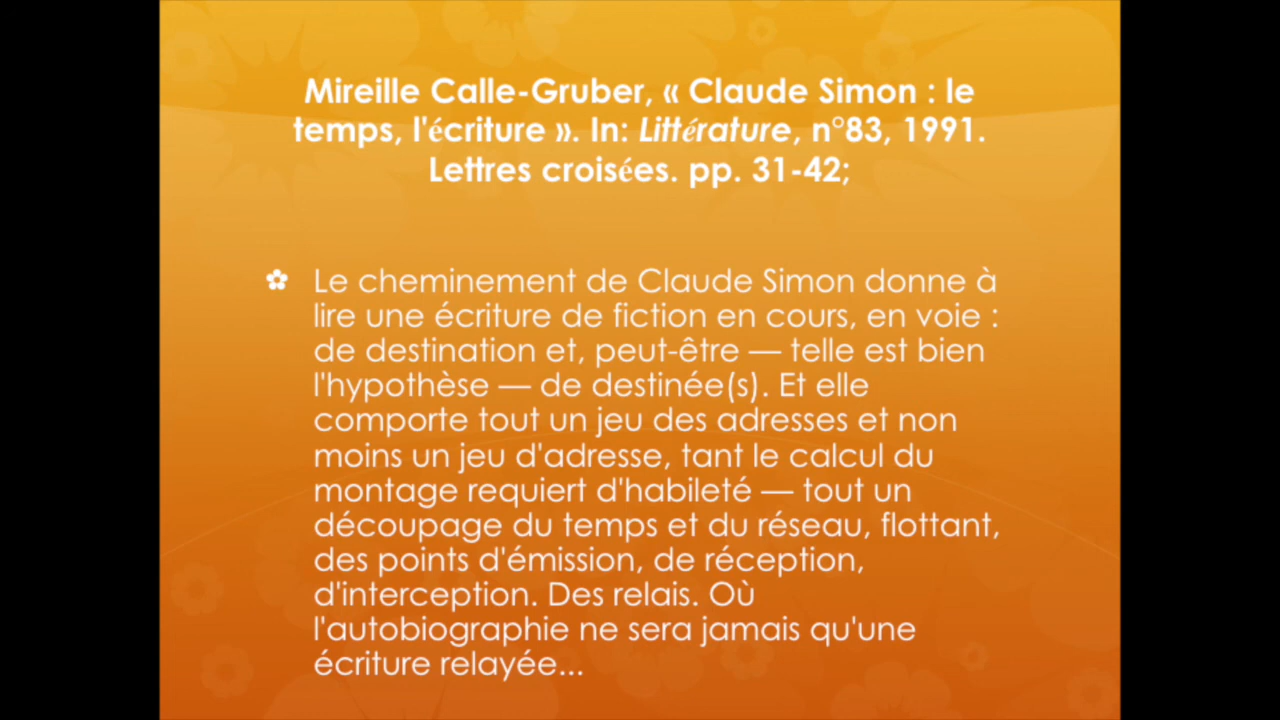 Mireille Calle-Gruber, « Claude Simon : le
temps, l'écriture ». In: Littérature, n°83, 1991.
Lettres croisées. pp. 31-42;
Le cheminement de Claude Simon donne à
lire une écriture de fiction en cours, en voie :
de destination et, peut-être — telle est bien
l'hypothèse — de destinée(s). Et elle
comporte tout un jeu des adresses et non
moins un jeu d'adresse, tant le calcul du
montage requiert d'habileté — tout un
découpage du temps et du réseau, flottant,
des points d'émission, de réception,
d'interception. Des relais. Où
l'autobiographie ne sera jamais qu'une
écriture relayée...